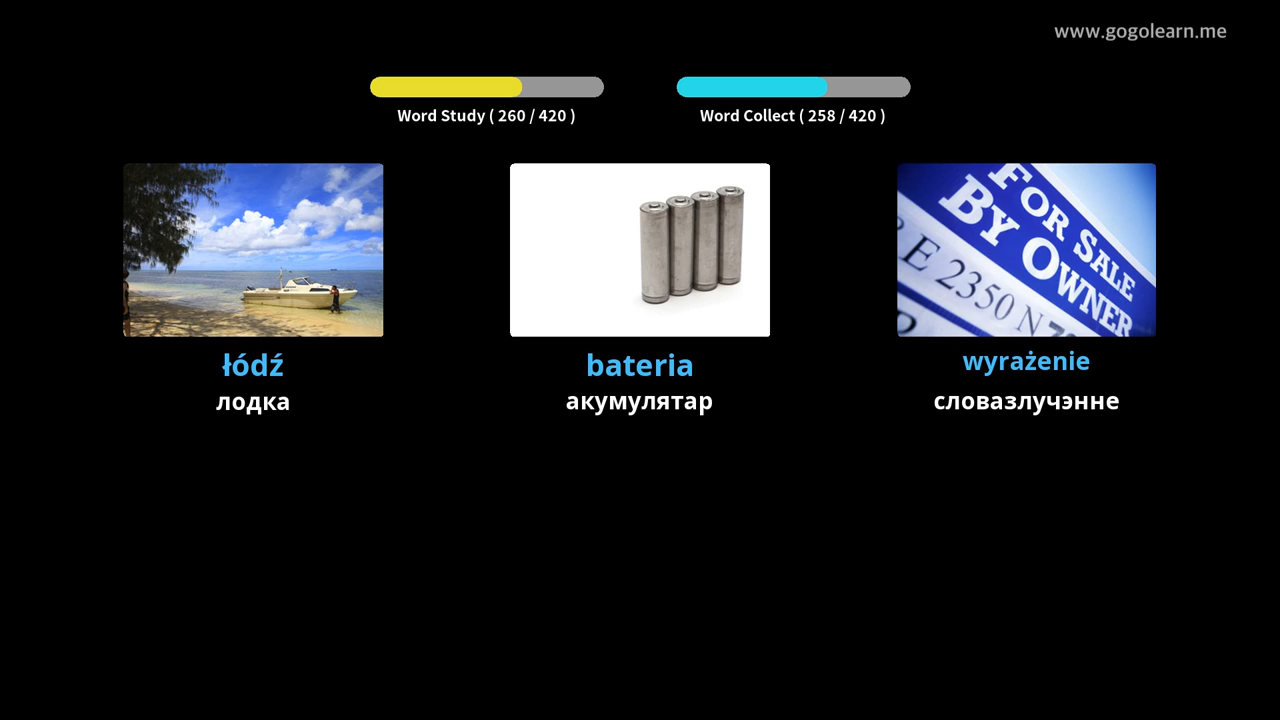 www.gogolearn.me
Word Study ( 260 / 420 )
Word Collect ( 258 / 420 )
FOR SALE
BY OWNER
E 2350 N
łódź
bateria
wyrażenie
лодка
акумулятар
словазлучэнне